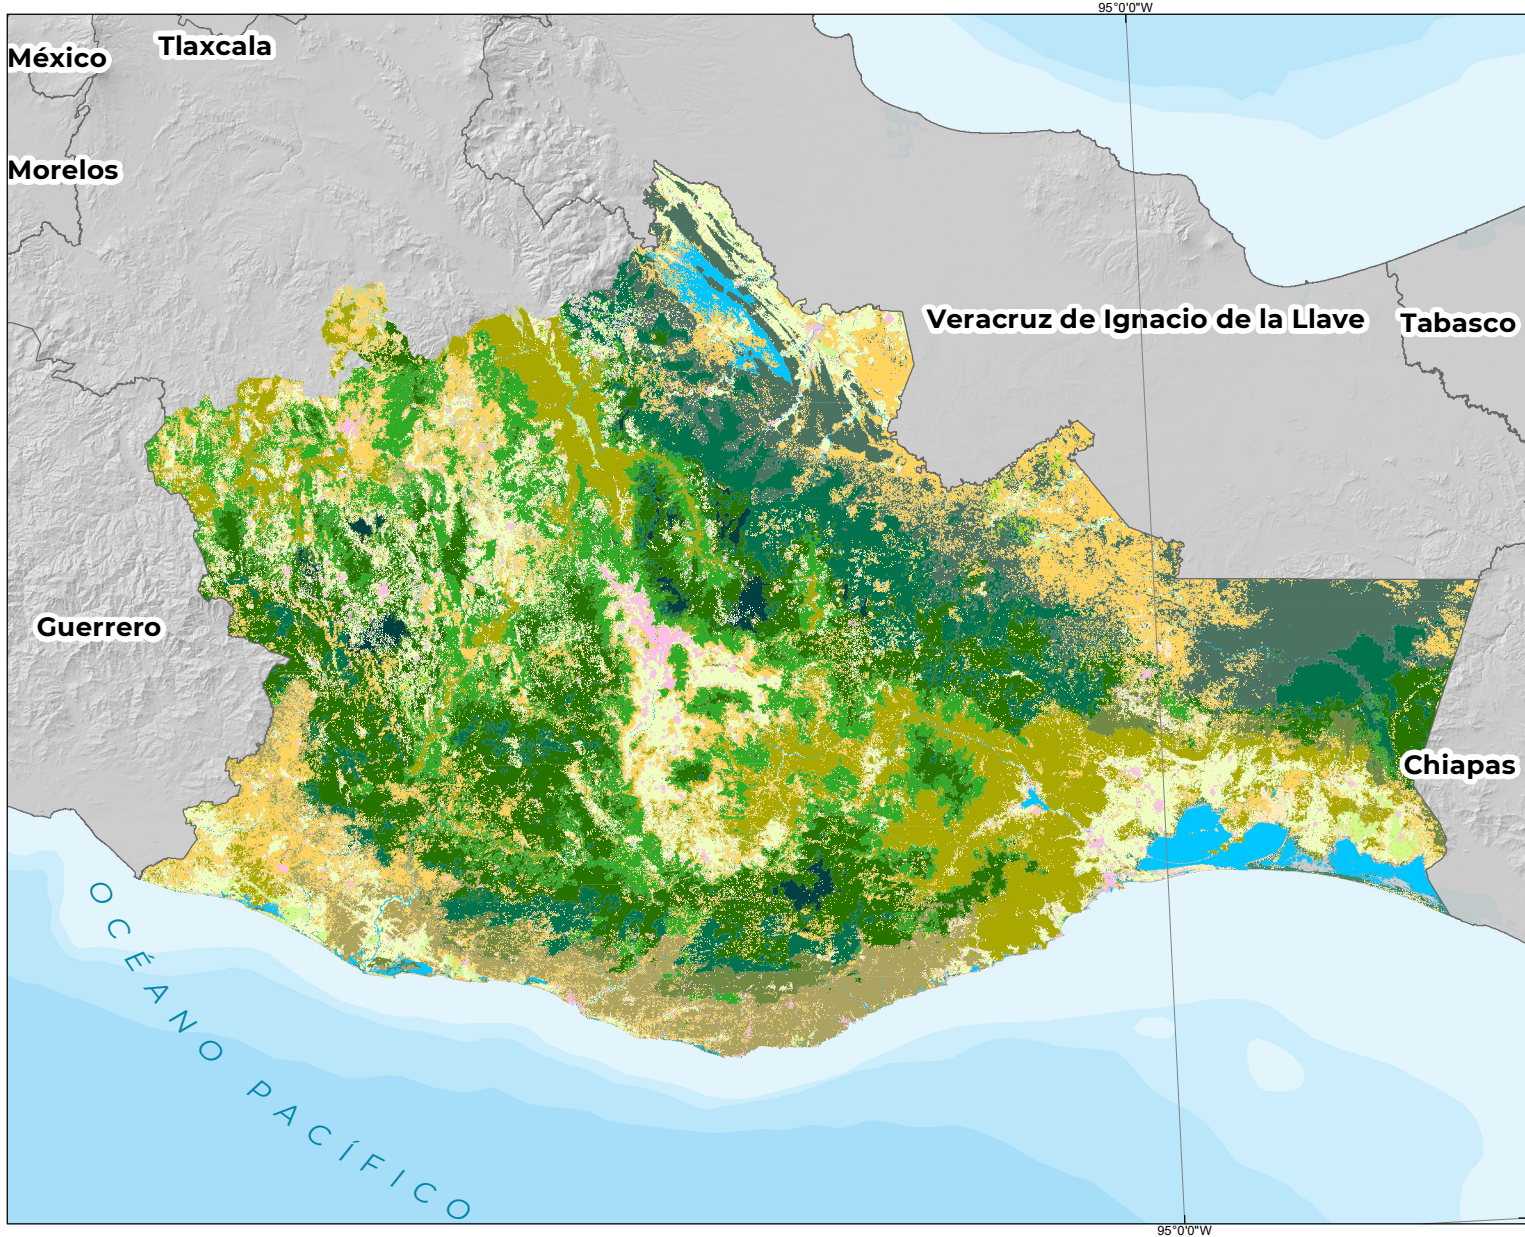 95°0'0"W
México
Tlaxcala
Morelos
Veracruz de Ignacio de la Llave
Tabasco
Guerrero
Chiapas
OCÉANO PACÍFICO
95°0'0"W